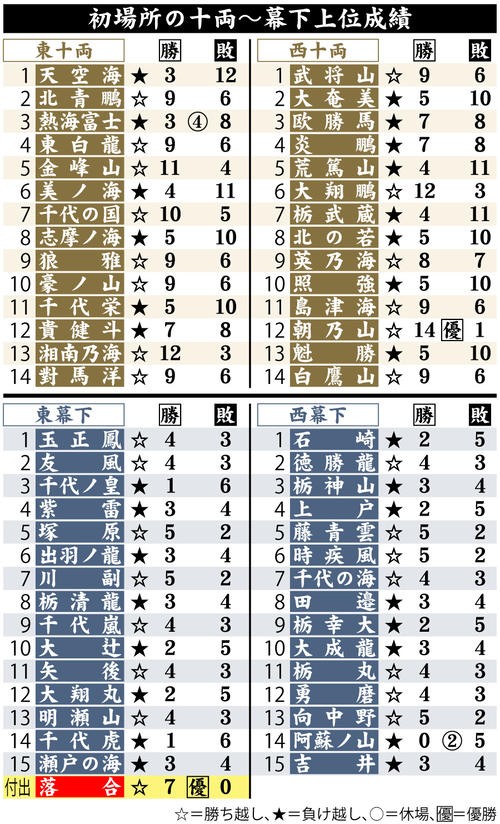 初場所の十両～幕下上位成績
東十両 勝 敗
1 天空海 ★ 3 12
2 北青鵬 ☆ 9 6
3 熱海富士 ★ 3 ④ 8
4 東白龍 ☆ 9 6
5 金峰山 ☆ 11 4
6 美ノ海 ★ 4 11
7 千代の国 ☆ 10 5
8 志摩ノ海 ★ 5 10
9 狼雅 ☆ 9 6
10 豪ノ山 ☆ 9 6
11 千代栄 ★ 5 10
12 貴健斗 ★ 7 8
13 湘南乃海 ☆ 12 3
14 對馬洋 ☆ 9 6
西十両 勝 敗
1 武将山 ☆ 9 6
2 大奄美 ★ 5 10
3 欧勝馬 ★ 7 8
4 炎鵬 ★ 7 8
5 荒篤山 ★ 4 11
6 大翔鵬 ☆ 12 3
7 栃武蔵 ★ 4 11
8 北の若 ★ 5 10
9 英乃海 ☆ 8 7
10 照強 ★ 5 10
11 島津海 ☆ 9 6
12 朝乃山 ☆ 14 優 1
13 魁勝 ★ 5 10
14 白鷹山 ☆ 9 6
東幕下 勝 敗
1 玉正鳳 ☆ 4 3
2 友風 ☆ 4 3
3 千代ノ皇 ★ 1 6
4 紫雷 ★ 3 4
5 塚原 ☆ 5 2
6 出羽ノ龍 ★ 3 4
7 川副 ☆ 5 2
8 栃清龍 ★ 3 4
9 千代嵐 ☆ 4 3
10 大辻 ★ 2 5
11 矢後 ☆ 4 3
12 大翔丸 ★ 2 5
13 明瀬山 ☆ 4 3
14 千代虎 ★ 1 6
15 瀬戸の海 ★ 3 4
付出 落合 ☆ 7 優 0
西幕下 勝 敗
1 石崎 ★ 2 5
2 徳勝龍 ☆ 4 3
3 栃神山 ★ 3 4
4 上戸 ★ 2 5
5 藤青雲 ☆ 5 2
6 時疾風 ☆ 5 2
7 千代の海 ☆ 4 3
8 田邉 ★ 3 4
9 栃幸大 ★ 2 5
10 大成龍 ★ 3 4
11 栃丸 ☆ 4 3
12 勇磨 ☆ 4 3
13 向中野 ☆ 5 2
14 阿蘇ノ山 ★ 0 ② 5
15 吉井 ★ 3 4
☆＝勝ち越し、★＝負け越し、○＝休場、優＝優勝